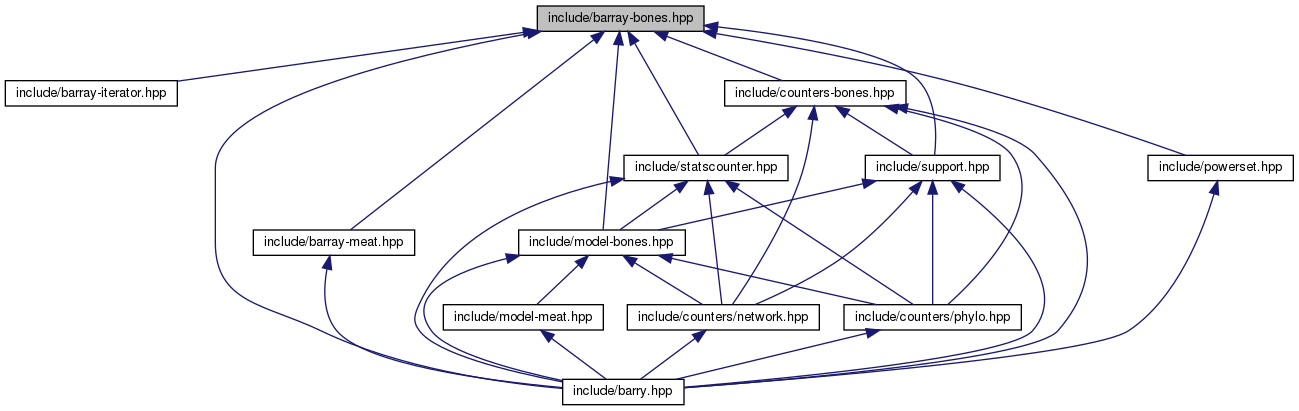 include/barray-bones.hpp
include/barray-iterator.hpp
include/counters-bones.hpp
include/statscounter.hpp
include/support.hpp
include/powerset.hpp
include/barray-meat.hpp
include/model-bones.hpp
include/model-meat.hpp
include/counters/network.hpp
include/counters/phylo.hpp
include/barry.hpp